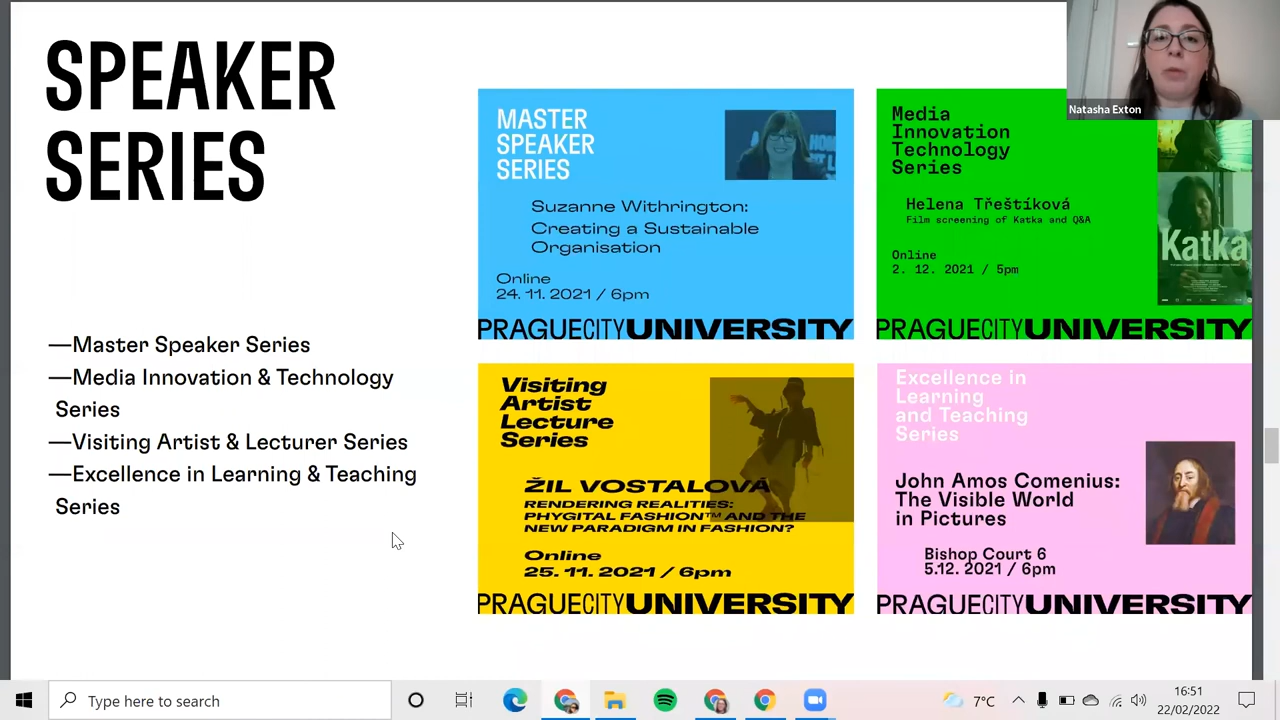 SPEAKER
SERIES
—Master Speaker Series
—Media Innovation & Technology
Series
—Visiting Artist & Lecturer Series
—Excellence in Learning & Teaching
Series
MASTER
SPEAKER
SERIES
Suzanne Withrington:
Creating a Sustainable
Organisation
Online
24. 11. 2021 / 6pm
PRAGUECITYUNIVERSITY
Media
Innovation
Technology
Series
Helena Třeštíková
Film screening of Katka and Q&A
Online
2. 12. 2021 / 5pm
Katka
PRAGUECITYUNIVERSITY
Visiting
Artist
Lecture
Series
ŽIL VOSTALOVÁ
RENDERING REALITIES:
PHYGITAL FASHION™ AND THE
NEW PARADIGM IN FASHION?
Online
25. 11. 2021 / 6pm
PRAGUECITYUNIVERSITY
Excellence in
Learning
and Teaching
Series
John Amos Comenius:
The Visible World
in Pictures
Bishop Court 6
5.12. 2021 / 6pm
PRAGUECITYUNIVERSITY
Natasha Exton
Type here to search
7°C
16:51
22/02/2022